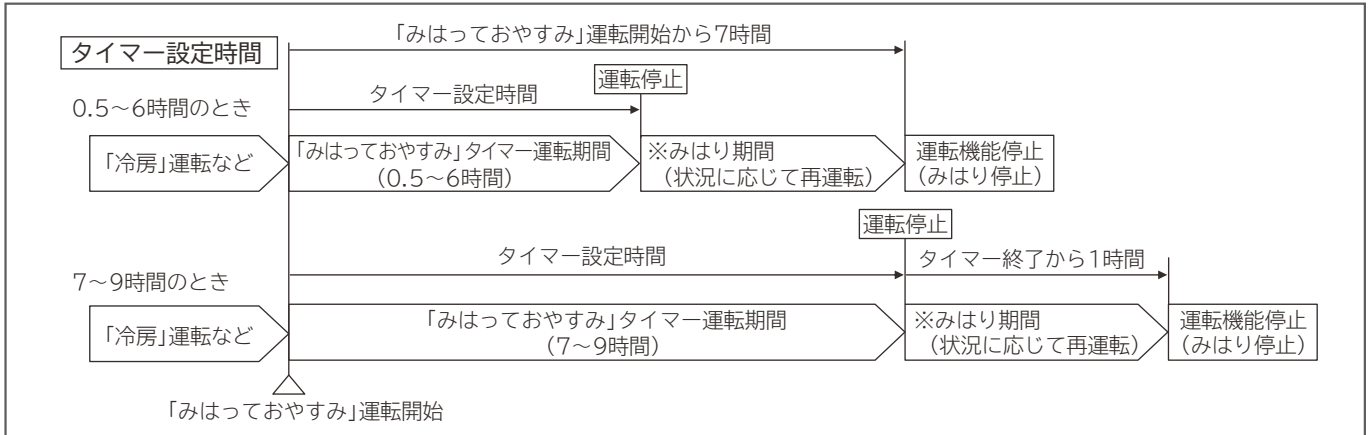 「みはっておやすみ」運転開始から7時間
タイマー設定時間
運転停止
タイマー設定時間
0.5～6時間のとき
「冷房」運転など
「みはっておやすみ」タイマー運転期間
（0.5～6時間）
※みはり期間
（状況に応じて再運転）
運転機能停止
（みはり停止）
運転停止
タイマー設定時間
タイマー終了から1時間
7～9時間のとき
「冷房」運転など
「みはっておやすみ」タイマー運転期間
（7～9時間）
※みはり期間
（状況に応じて再運転）
運転機能停止
（みはり停止）
「みはっておやすみ」運転開始